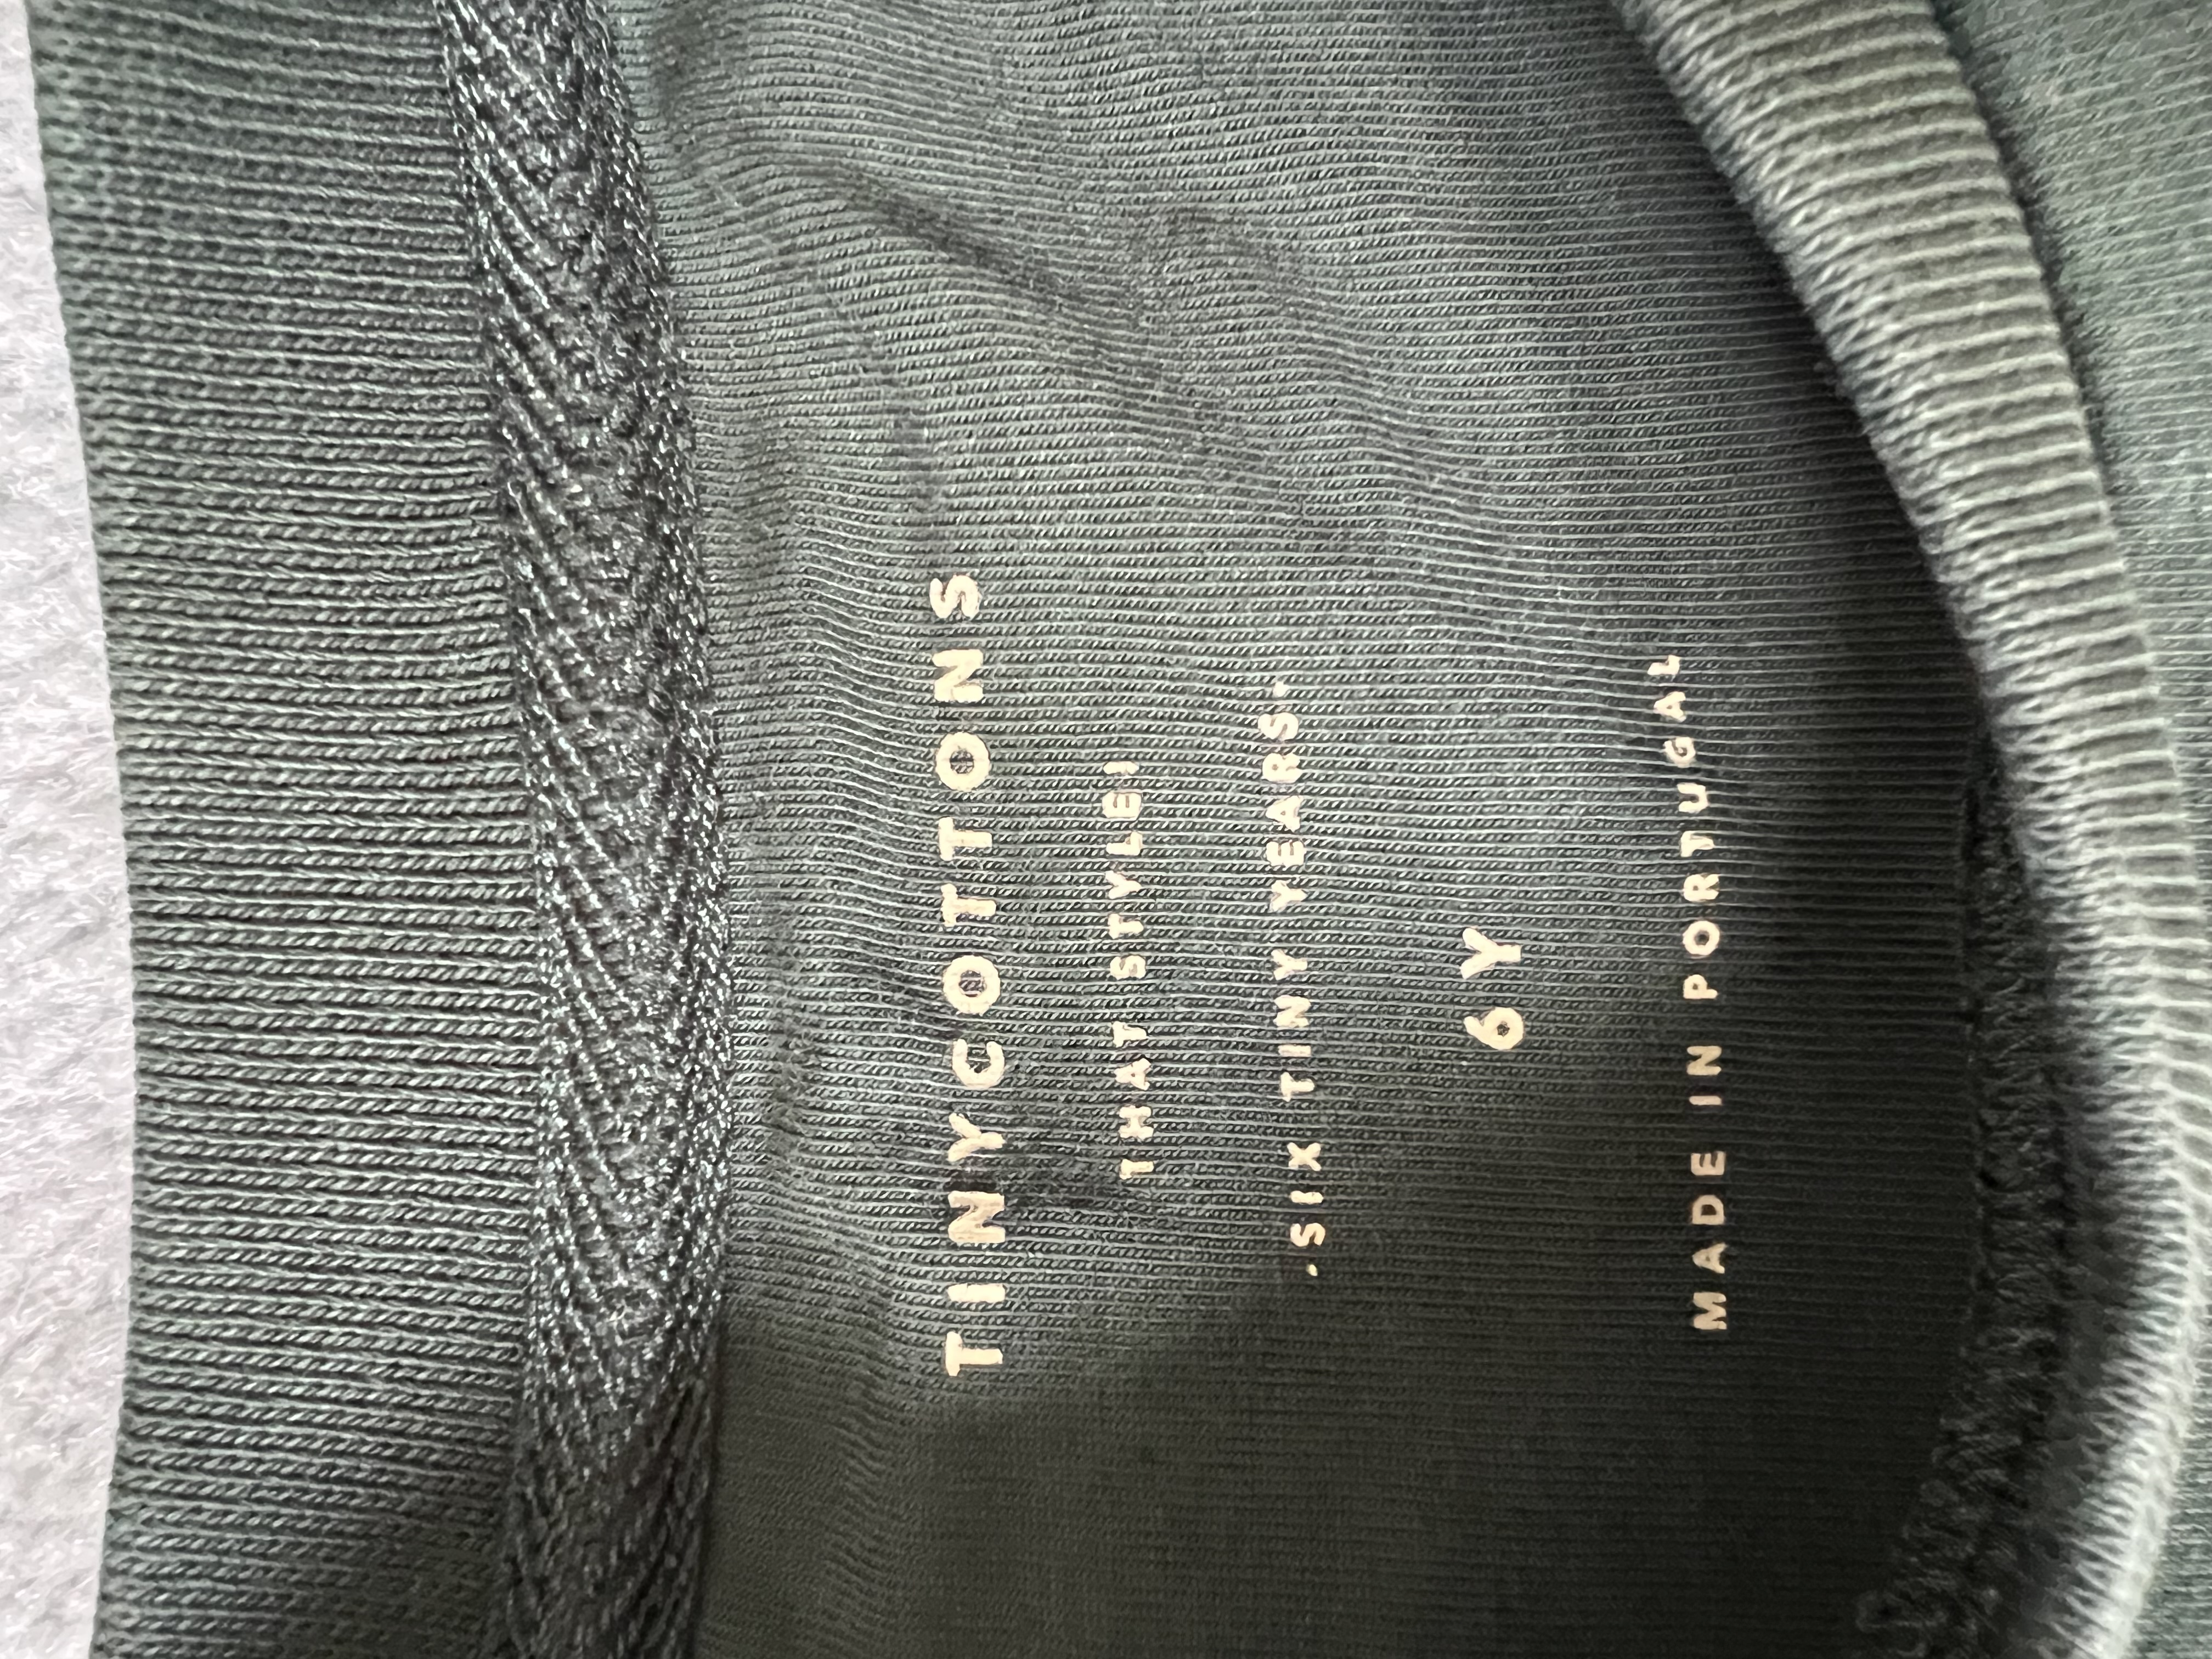 TINYCOTTONS
THAT STYLE!
·SIX TINY YEARS·
6Y
MADE IN PORTUGAL